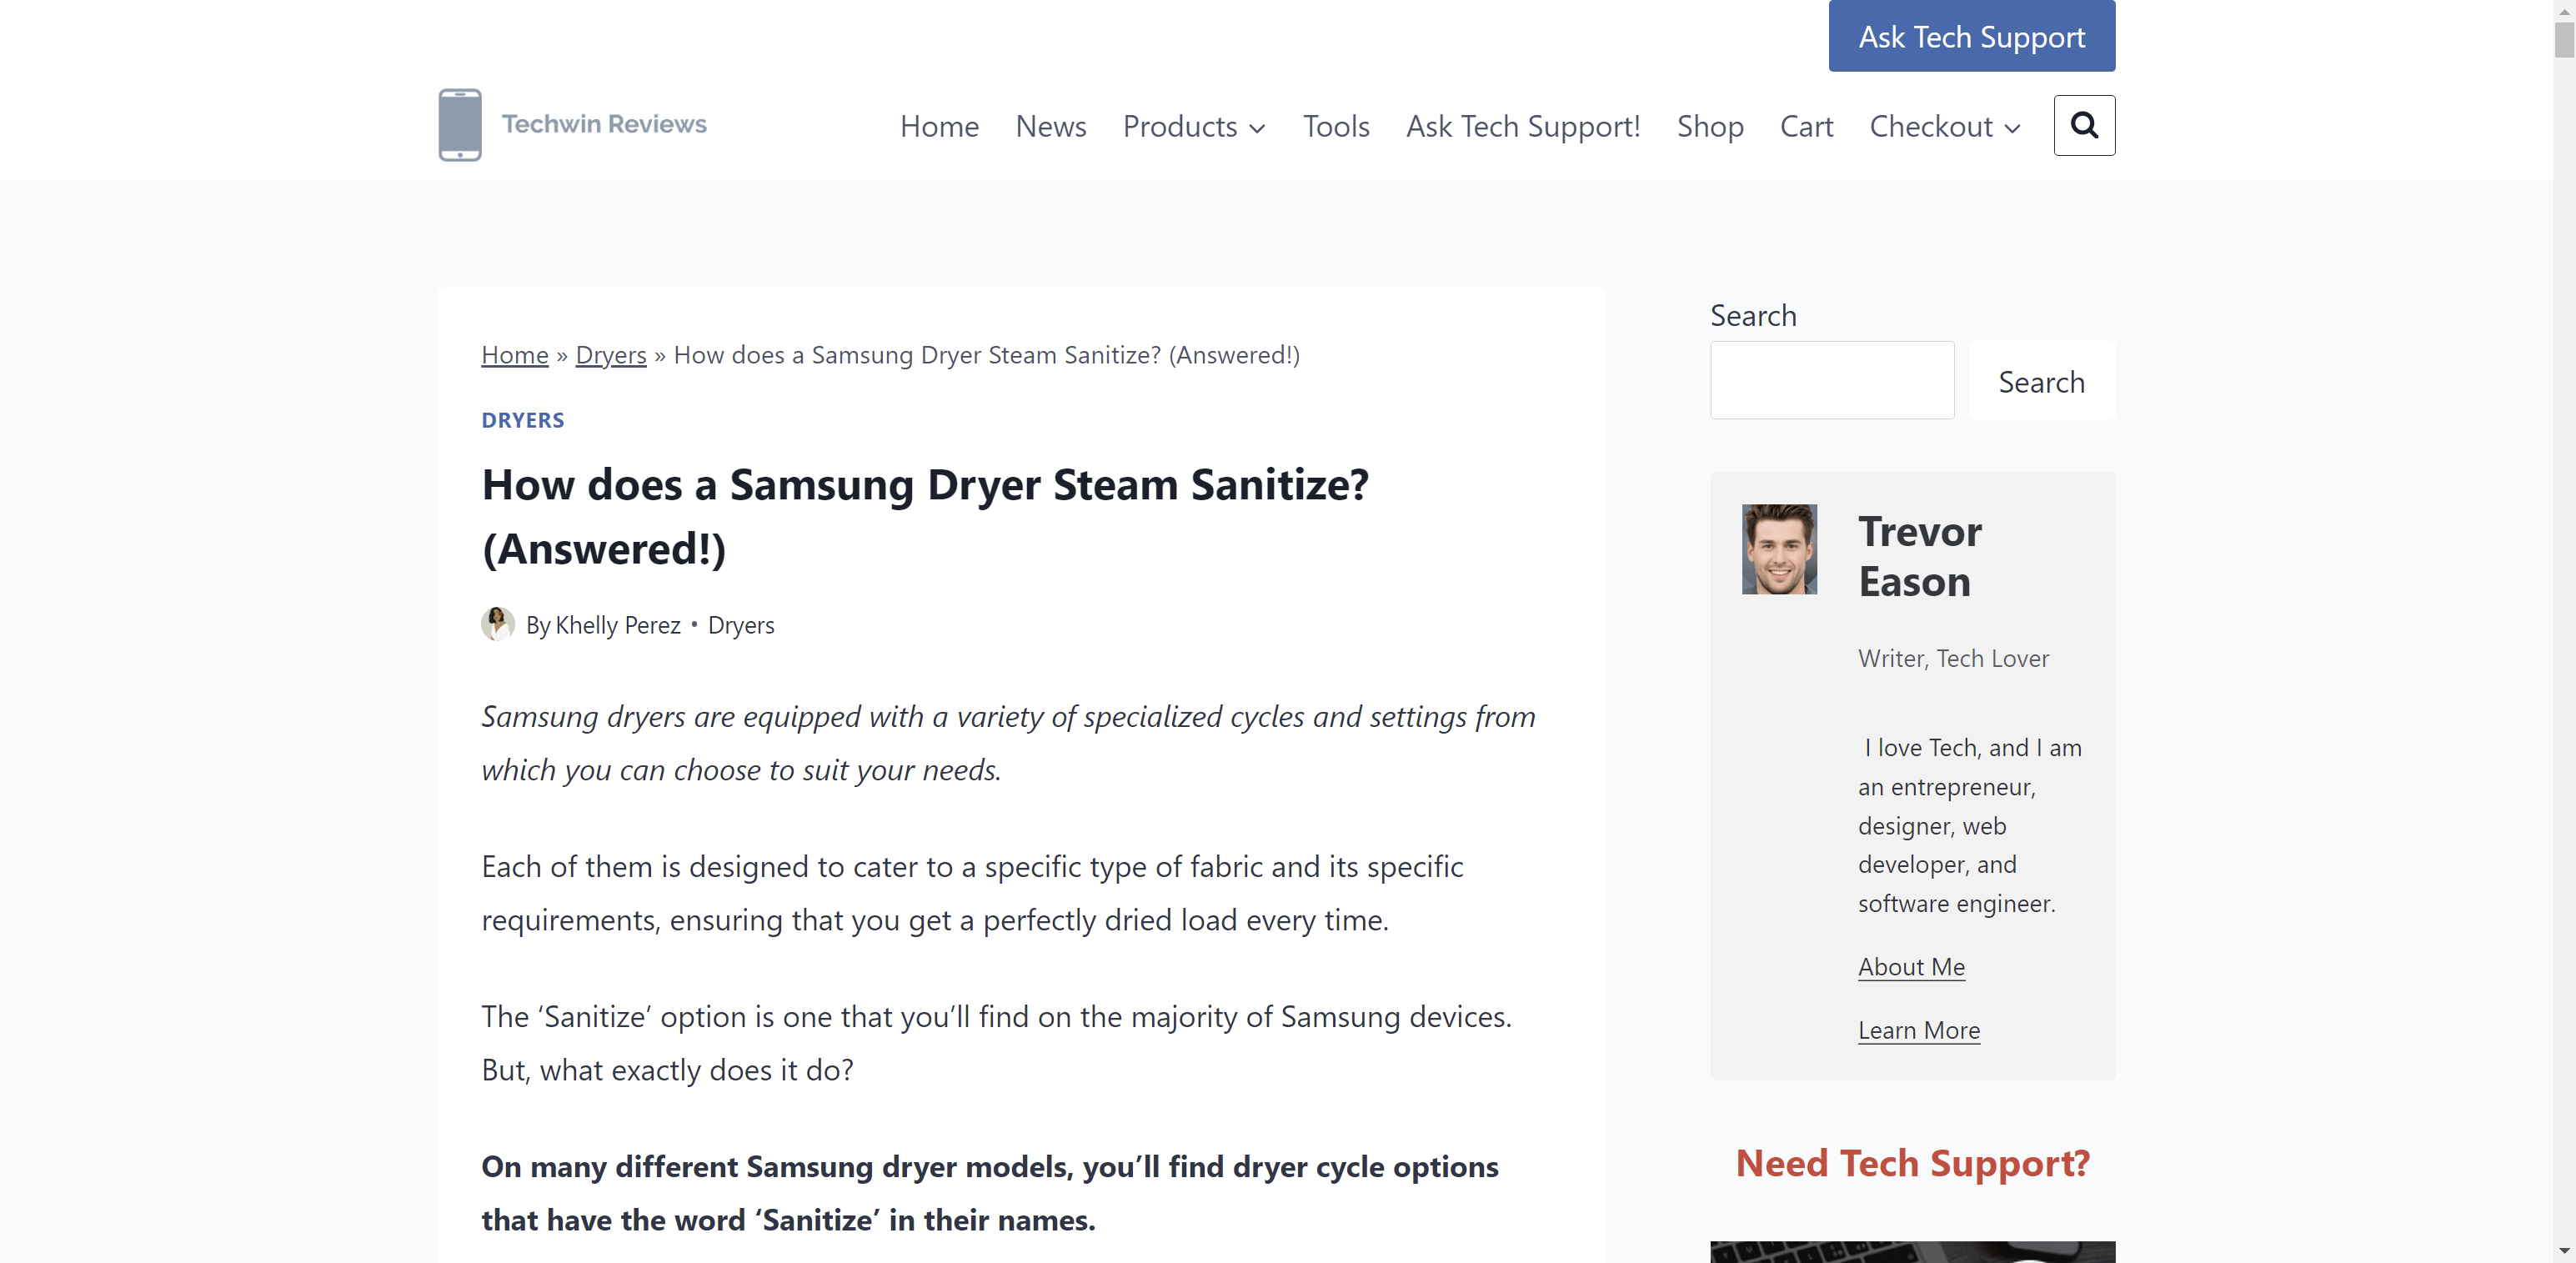 Ask Tech Support
Techwin Reviews
Home News Products Tools Ask Tech Support! Shop Cart Checkout
Home » Dryers » How does a Samsung Dryer Steam Sanitize? (Answered!)
DRYERS
How does a Samsung Dryer Steam Sanitize?
(Answered!)
By Khelly Perez • Dryers
Samsung dryers are equipped with a variety of specialized cycles and settings from
which you can choose to suit your needs.
Each of them is designed to cater to a specific type of fabric and its specific
requirements, ensuring that you get a perfectly dried load every time.
The ‘Sanitize’ option is one that you’ll find on the majority of Samsung devices.
But, what exactly does it do?
On many different Samsung dryer models, you’ll find dryer cycle options
that have the word ‘Sanitize’ in their names.
Search
Search
Trevor
Eason
Writer, Tech Lover
I love Tech, and I am
an entrepreneur,
designer, web
developer, and
software engineer.
About Me
Learn More
Need Tech Support?